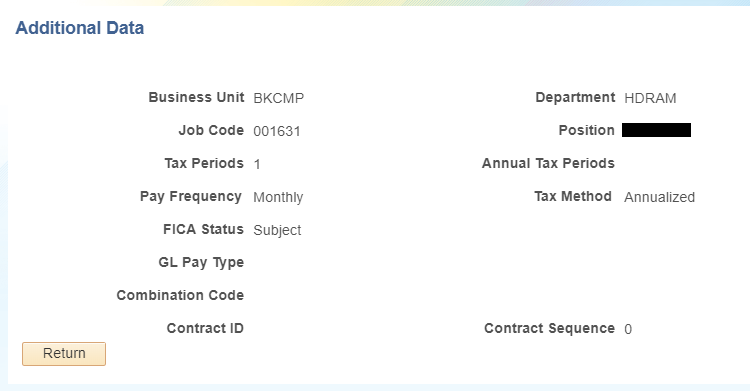 Additional Data
Business Unit BKCMP Department HDRAM
Job Code 001631 Position
Tax Periods 1 Annual Tax Periods
Pay Frequency Monthly Tax Method Annualized
FICA Status Subject
GL Pay Type
Combination Code
Contract ID Contract Sequence 0
Return